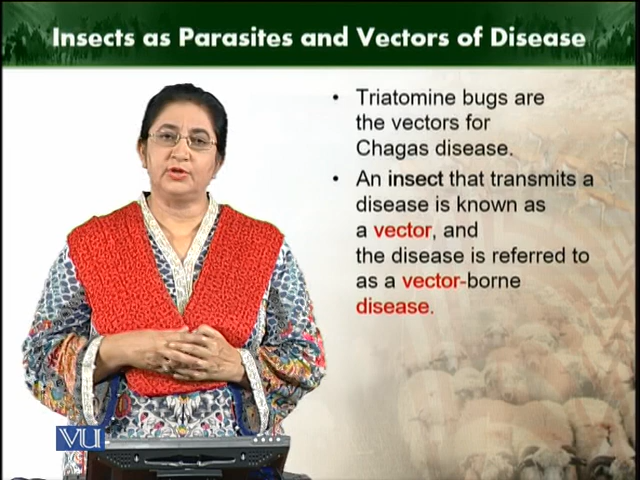 Insects as Parasites and Vectors of Disease
• Triatomine bugs are
the vectors for
Chagas disease.
• An insect that transmits a
disease is known as
a vector, and
the disease is referred to
as a vector-borne
disease.
VU